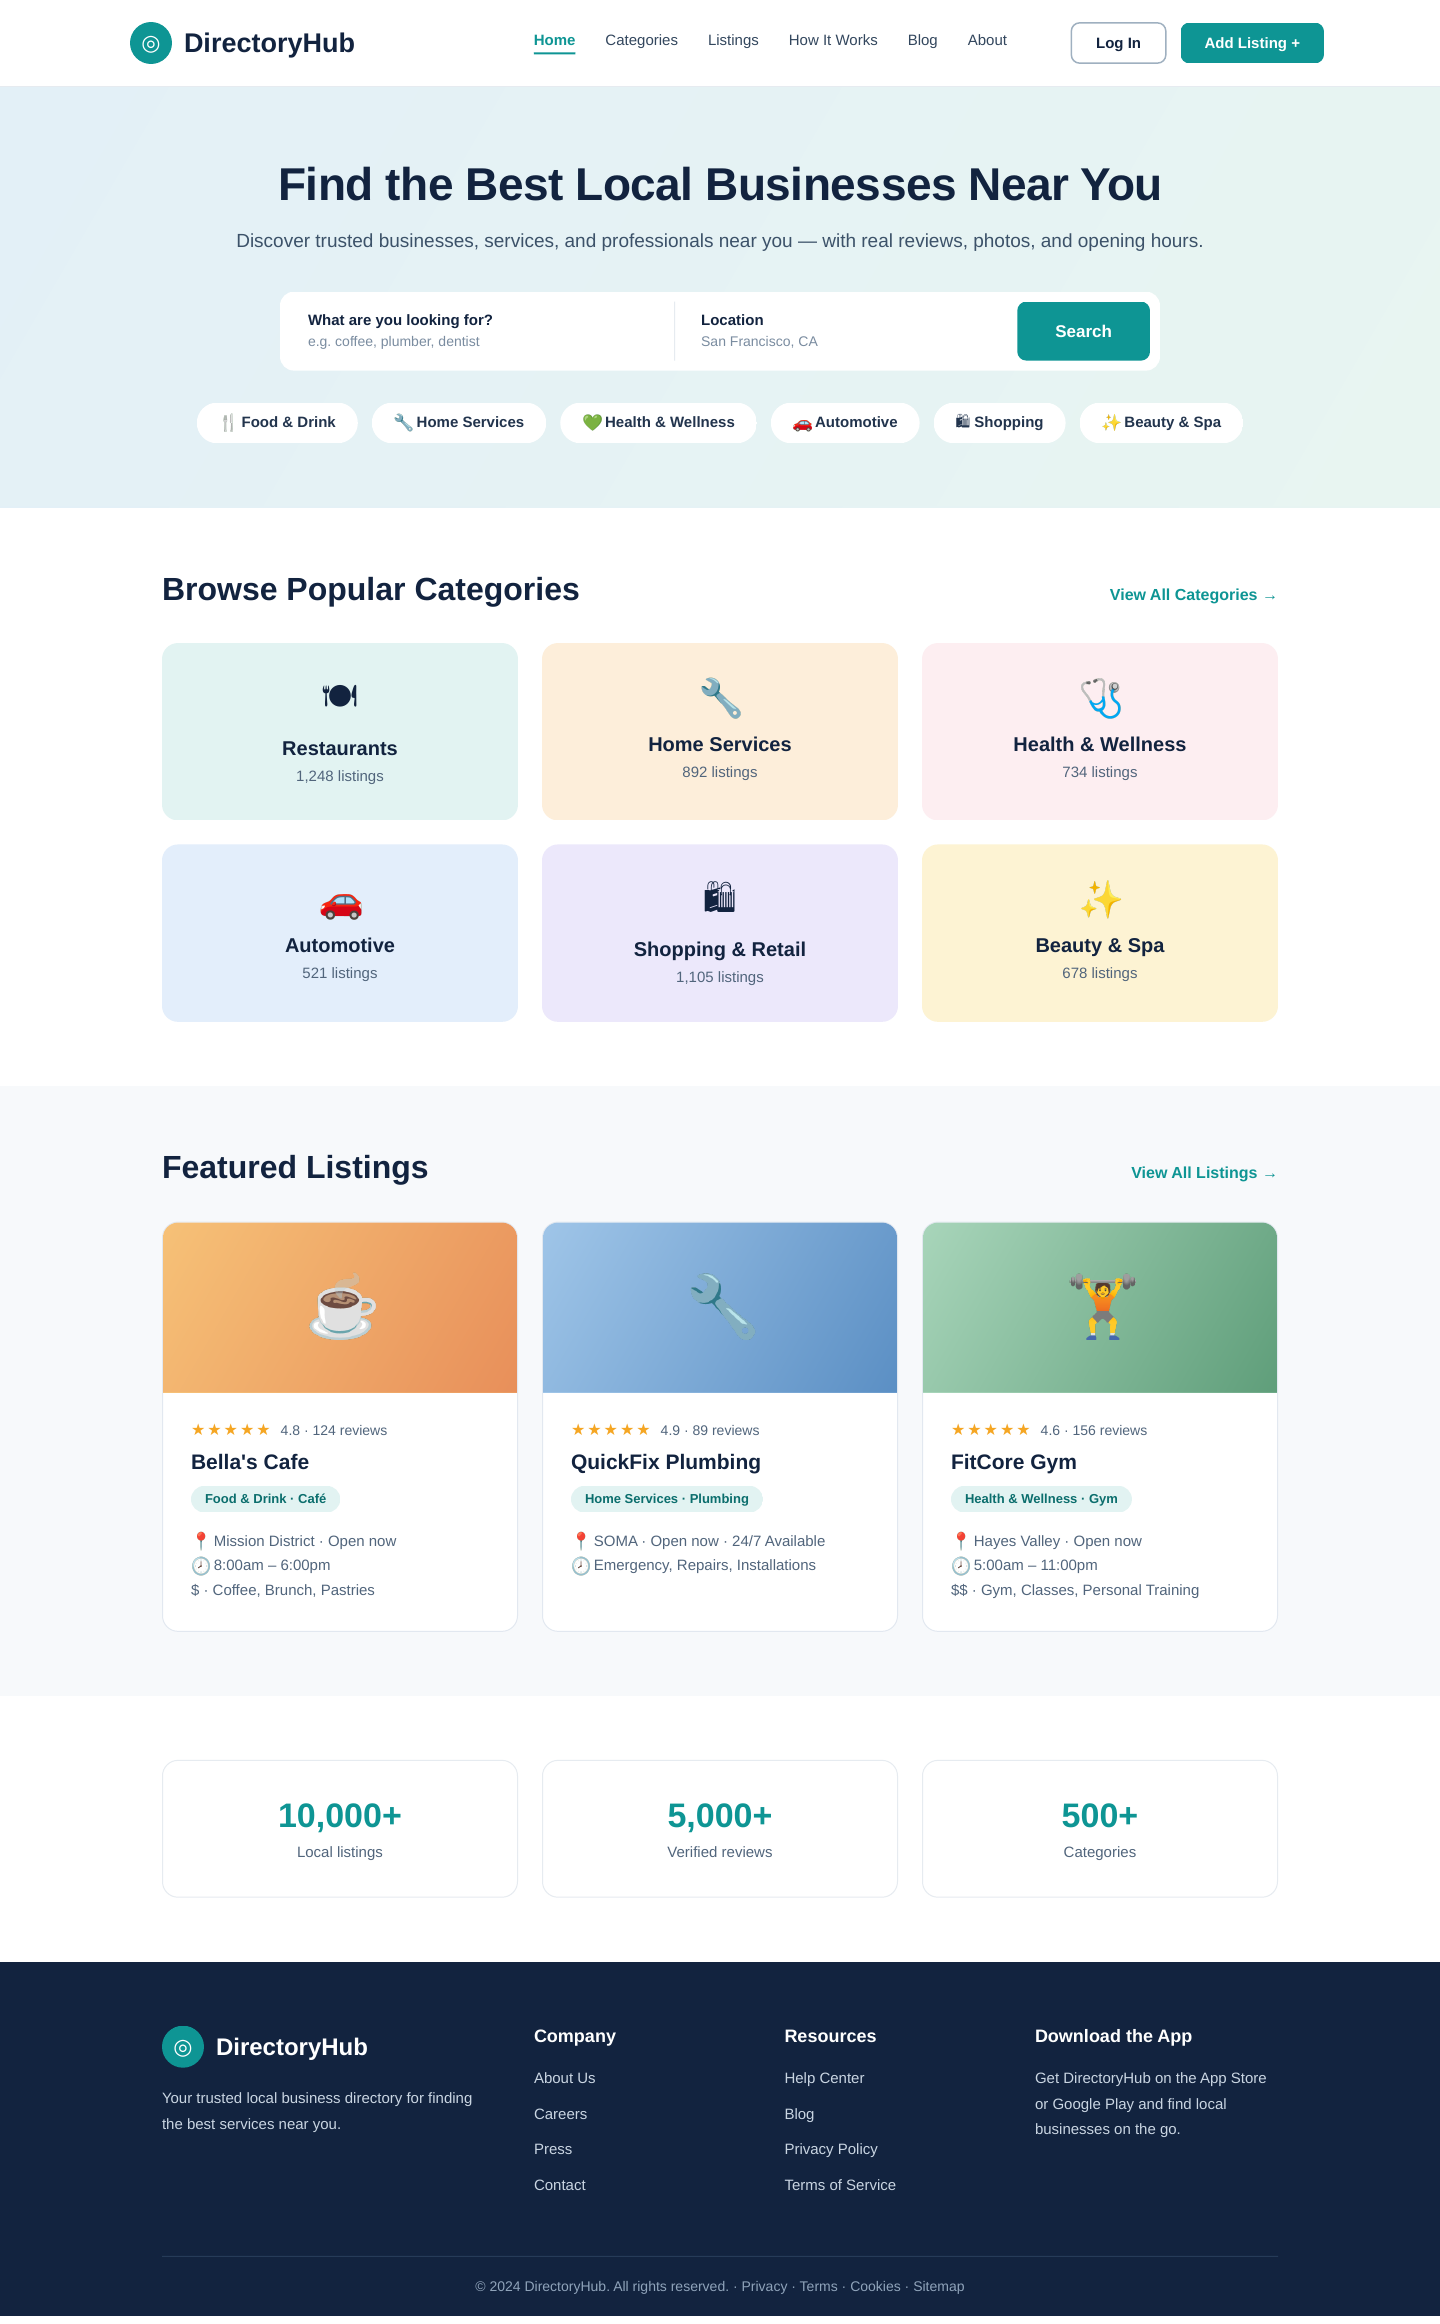 DirectoryHub
Home Categories Listings How It Works Blog About
Log In
Add Listing +
Find the Best Local Businesses Near You
Discover trusted businesses, services, and professionals near you — with real reviews, photos, and opening hours.
What are you looking for?
e.g. coffee, plumber, dentist
Location
San Francisco, CA
Search
Food & Drink
Home Services
Health & Wellness
Automotive
Shopping
Beauty & Spa
Browse Popular Categories
View All Categories →
Restaurants
1,248 listings
Home Services
892 listings
Health & Wellness
734 listings
Automotive
521 listings
Shopping & Retail
1,105 listings
Beauty & Spa
678 listings
Featured Listings
View All Listings →
★★★★★ 4.8 · 124 reviews
Bella's Cafe
Food & Drink · Café
Mission District · Open now
8:00am – 6:00pm
$ · Coffee, Brunch, Pastries
★★★★★ 4.9 · 89 reviews
QuickFix Plumbing
Home Services · Plumbing
SOMA · Open now · 24/7 Available
Emergency, Repairs, Installations
★★★★★ 4.6 · 156 reviews
FitCore Gym
Health & Wellness · Gym
Hayes Valley · Open now
5:00am – 11:00pm
$$ · Gym, Classes, Personal Training
10,000+
Local listings
5,000+
Verified reviews
500+
Categories
DirectoryHub
Your trusted local business directory for finding
the best services near you.
Company
About Us
Careers
Press
Contact
Resources
Help Center
Blog
Privacy Policy
Terms of Service
Download the App
Get DirectoryHub on the App Store
or Google Play and find local
businesses on the go.
© 2024 DirectoryHub. All rights reserved. · Privacy · Terms · Cookies · Sitemap